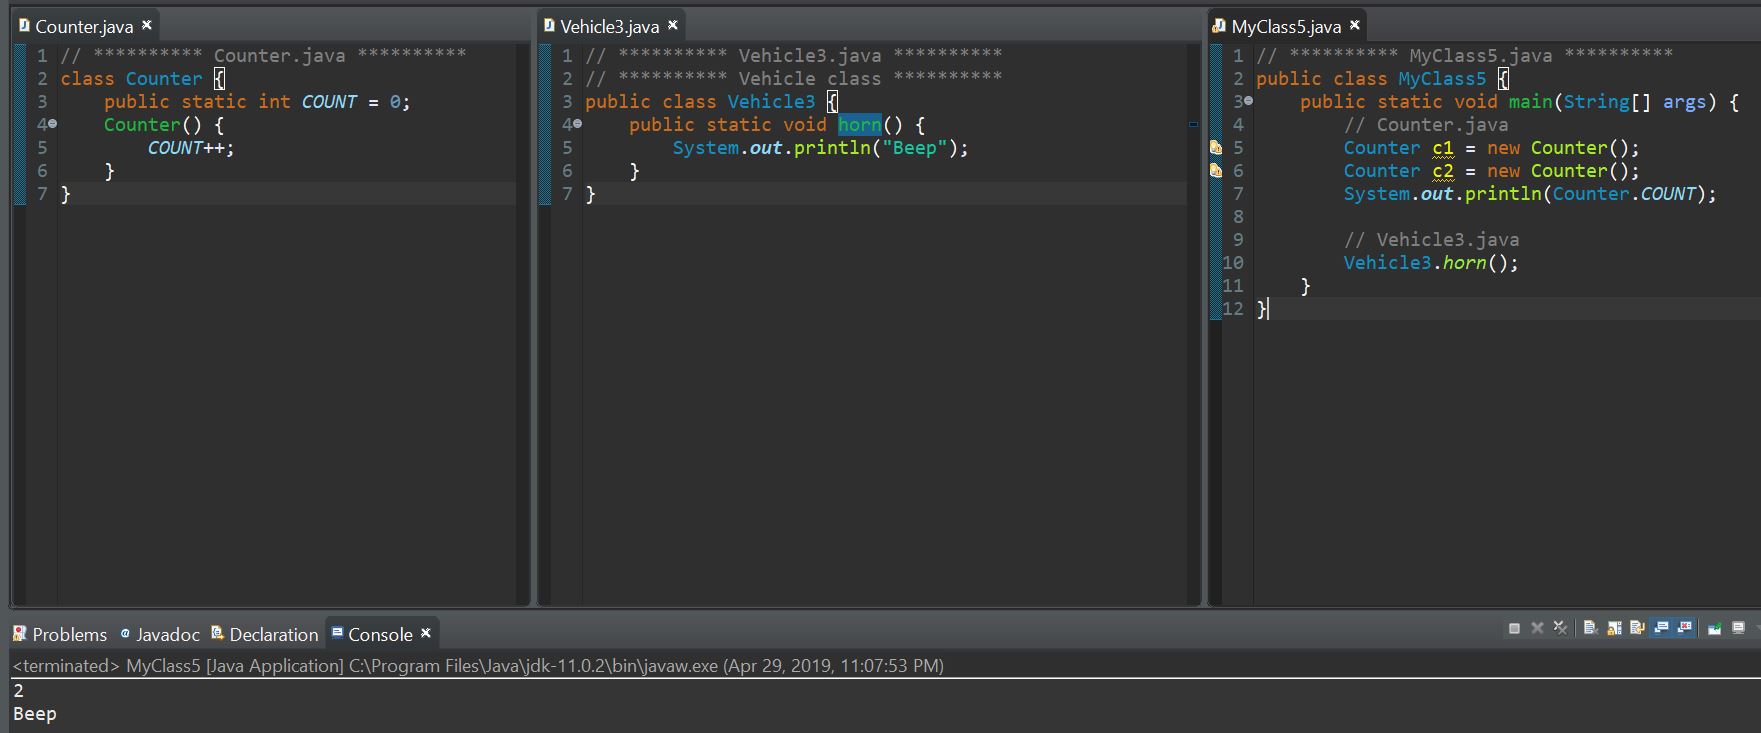 Counter.java
1 // ********** Counter.java **********
2 class Counter {
3     public static int COUNT = 0;
4     Counter() {
5         COUNT++;
6     }
7 }
Vehicle3.java
1 // ********** Vehicle3.java **********
2 // ********** Vehicle class **********
3 public class Vehicle3 {
4     public static void horn() {
5         System.out.println("Beep");
6     }
7 }
MyClass5.java
1 // ********** MyClass5.java **********
2 public class MyClass5 {
3     public static void main(String[] args) {
4         // Counter.java
5         Counter c1 = new Counter();
6         Counter c2 = new Counter();
7         System.out.println(Counter.COUNT);
8
9         // Vehicle3.java
10         Vehicle3.horn();
11     }
12 }
Problems @ Javadoc Declaration Console
<terminated> MyClass5 [Java Application] C:\Program Files\Java\jdk-11.0.2\bin\javaw.exe (Apr 29, 2019, 11:07:53 PM)
2
Beep